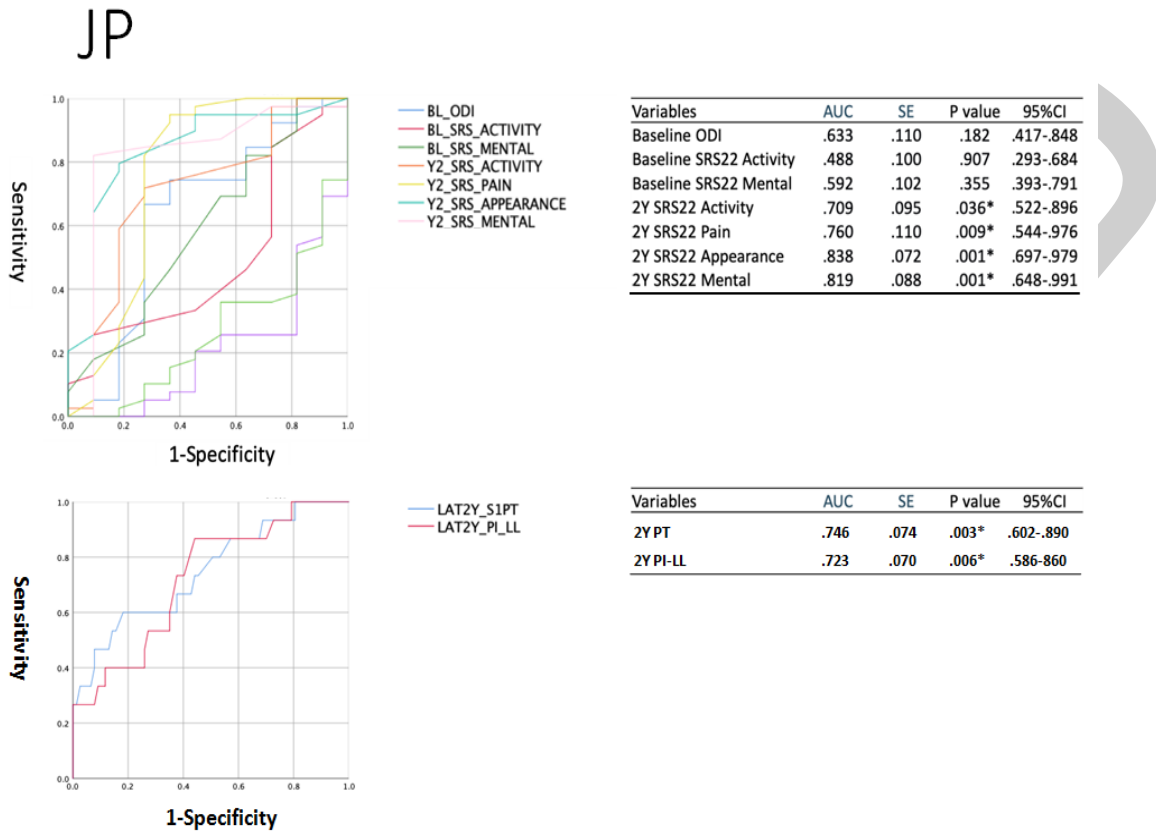 JP
1.0
0.8
0.6
0.4
0.2
0.0
0.0 0.2 0.4 0.6 0.8 1.0
Sensitivity
1-Specificity
BL_ODI
BL_SRS_ACTIVITY
BL_SRS_MENTAL
Y2_SRS_ACTIVITY
Y2_SRS_PAIN
Y2_SRS_APPEARANCE
Y2_SRS_MENTAL
Variables AUC SE P value 95%CI
Baseline ODI .633 .110 .182 .417-.848
Baseline SRS22 Activity .488 .100 .907 .293-.684
Baseline SRS22 Mental .592 .102 .355 .393-.791
2Y SRS22 Activity .709 .095 .036* .522-.896
2Y SRS22 Pain .760 .110 .009* .544-.976
2Y SRS22 Appearance .838 .072 .001* .697-.979
2Y SRS22 Mental .819 .088 .001* .648-.991
1.0
0.8
0.6
0.4
0.2
0.0
0.0 0.2 0.4 0.6 0.8 1.0
Sensitivity
1-Specificity
LAT2Y_S1PT
LAT2Y_PI_LL
Variables AUC SE P value 95%CI
2Y PT .746 .074 .003* .602-.890
2Y PI-LL .723 .070 .006* .586-860